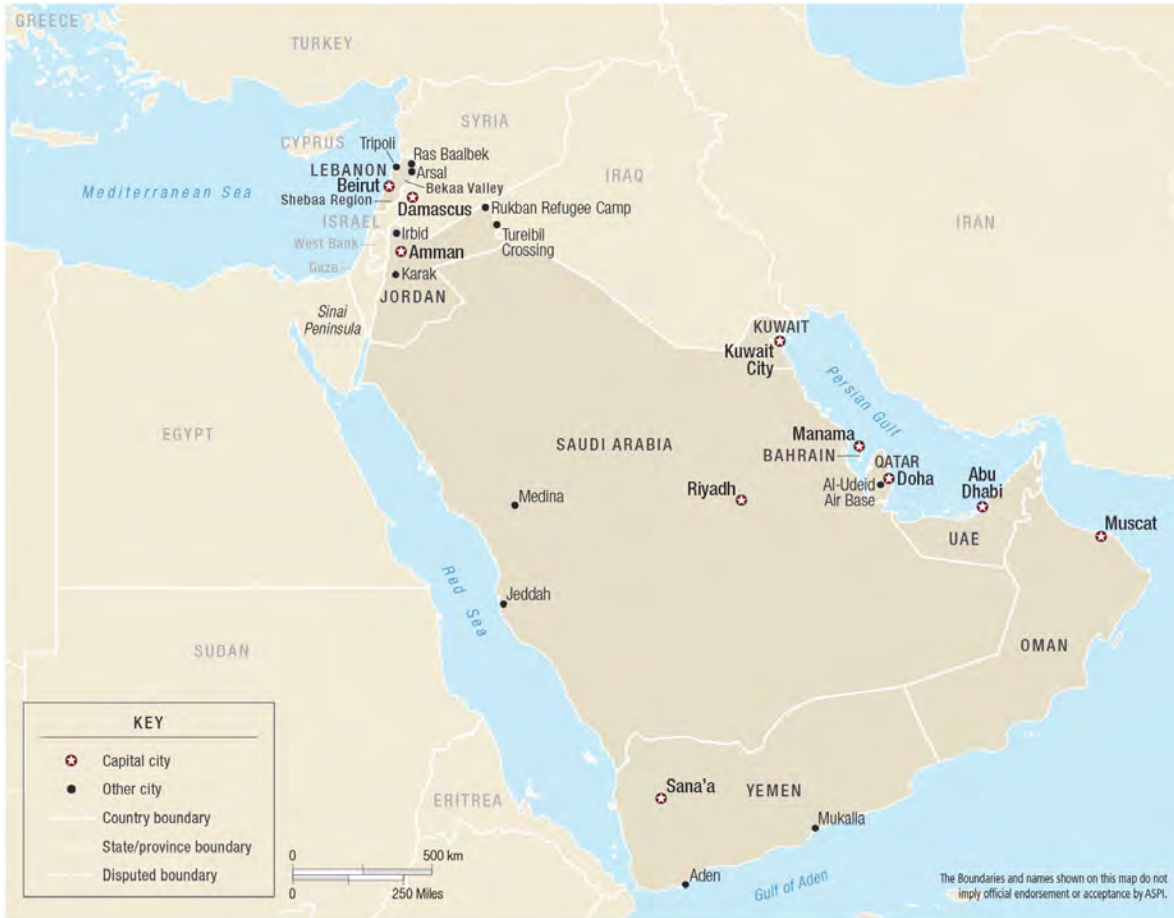 GREECE
TURKEY
CYPRUS
SYRIA
Tripoli
Ras Baalbek
LEBANON
Arsal
Beirut
Bekaa Valley
Shebaa Region
Damascus
IRAQ
IRAN
Mediterranean Sea
Rukban Refugee Camp
ISRAEL
Irbid
Tureibil
Crossing
West Bank
Amman
Gaza
Karak
JORDAN
Sinai
Peninsula
KUWAIT
Kuwait
City
Persian Gulf
EGYPT
SAUDI ARABIA
Manama
BAHRAIN
QATAR
Doha
Al-Udeid
Air Base
Abu
Dhabi
Riyadh
Medina
Muscat
UAE
Red Sea
Jeddah
OMAN
SUDAN
KEY
Capital city
Other city
Country boundary
State/province boundary
Disputed boundary
ERITREA
Sana'a
YEMEN
Mukalla
0 500 km
0 250 Miles
Aden
Gulf of Aden
The Boundaries and names shown on this map do not
imply official endorsement or acceptance by ASPI.